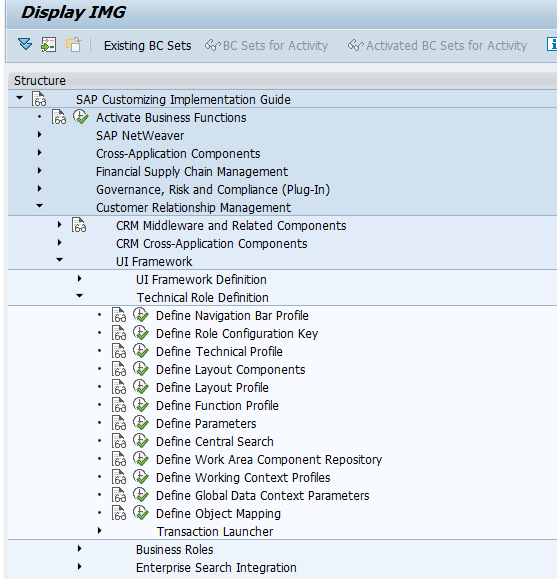 Display IMG
Existing BC Sets BC Sets for Activity Activated BC Sets for Activity
Structure
SAP Customizing Implementation Guide
Activate Business Functions
SAP NetWeaver
Cross-Application Components
Financial Supply Chain Management
Governance, Risk and Compliance (Plug-In)
Customer Relationship Management
CRM Middleware and Related Components
CRM Cross-Application Components
UI Framework
UI Framework Definition
Technical Role Definition
Define Navigation Bar Profile
Define Role Configuration Key
Define Technical Profile
Define Layout Components
Define Layout Profile
Define Function Profile
Define Parameters
Define Central Search
Define Work Area Component Repository
Define Working Context Profiles
Define Global Data Context Parameters
Define Object Mapping
Transaction Launcher
Business Roles
Enterprise Search Integration